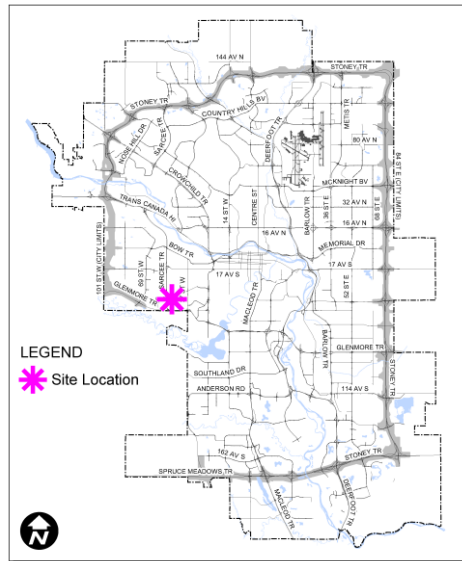 144 AV N
STONEY TR
STONEY TR
COUNTRY HILLS BV
NOSE HILL DR
SARCEE TR
DEERFOOT TR
METIS TR
80 AV N
CROWCHILD TR
MCKNIGHT BV
84 ST E (CITY LIMITS)
TRANS CANADA HI
14 ST W
CENTRE ST
BARLOW TR
36 ST E
32 AV N
68 ST E
16 AV N
16 AV N
101 ST W (CITY LIMITS)
69 ST W
SARCEE TR
BOW TR
MEMORIAL DR
17 AV S
17 AV S
GLENMORE TR
MACLEOD TR
52 ST E
LEGEND
Site Location
BARLOW TR
GLENMORE TR
SOUTHLAND DR
STONEY TR
ANDERSON RD
114 AV S
162 AV S
STONEY TR
SPRUCE MEADOWS TR
MACLEOD TR
DEERFOOT TR
N